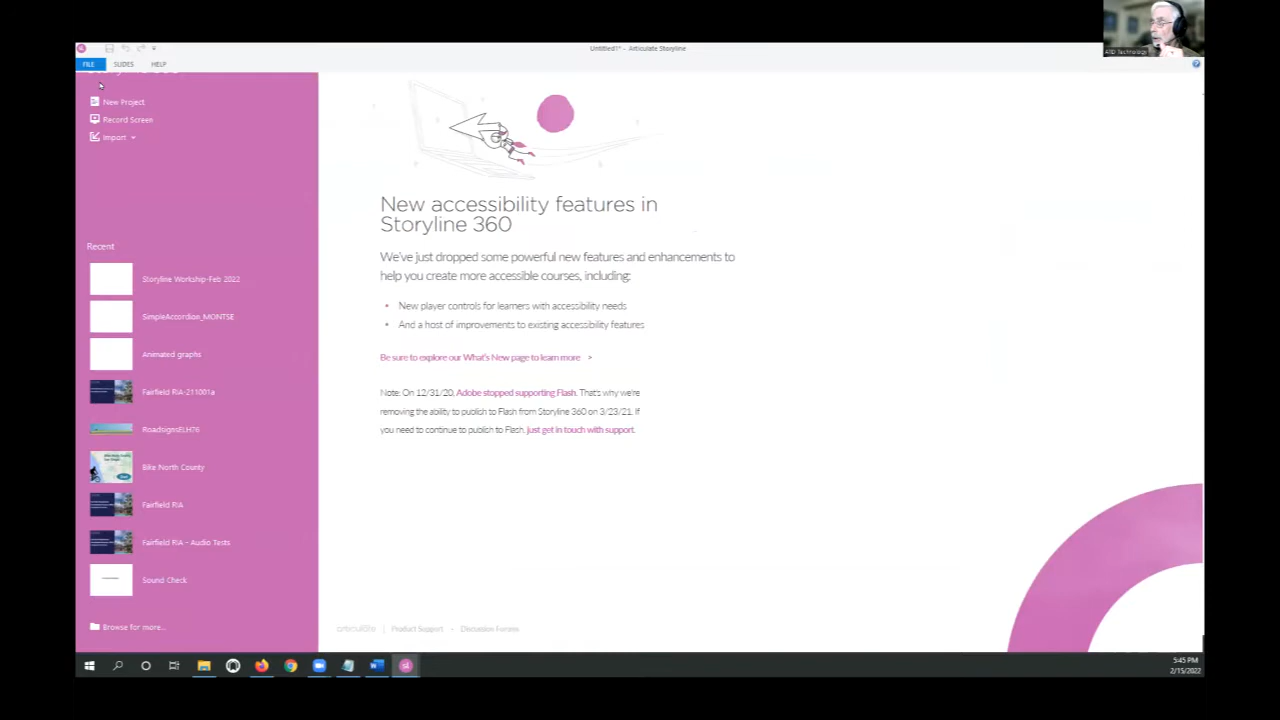 Untitled1* - Articulate Storyline
FILE SLIDES HELP
New Project
Record Screen
Import
Recent
Storyline Workship-Feb 2022
SimpleAccordion_MONTSE
Animated graphs
Fairfield RIA-211001a
RoadsignsELH76
Bike North County
Fairfield RIA
Fairfield RIA - Audio Tests
Sound Check
Browse for more...
New accessibility features in
Storyline 360
We've just dropped some powerful new features and enhancements to
help you create more accessible courses, including:
• New player controls for learners with accessibility needs
• And a host of improvements to existing accessibility features
Be sure to explore our What's New page to learn more >
Note: On 12/31/20, Adobe stopped supporting Flash. That's why we're
removing the ability to publish to Flash from Storyline 360 on 3/23/21. If
you need to continue to publish to Flash, just get in touch with support.
articulate | Product Support • Discussion Forums
ATD Technology
5:45 PM
2/15/2022